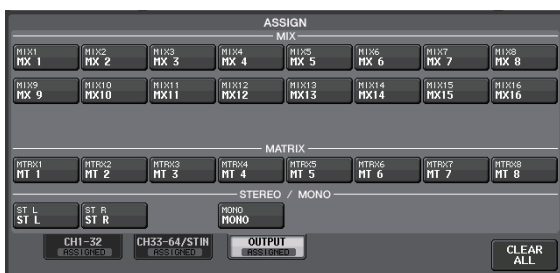 ASSIGN
MIX
MIX1 MIX2 MIX3 MIX4 MIX5 MIX6 MIX7 MIX8
MX 1 MX 2 MX 3 MX 4 MX 5 MX 6 MX 7 MX 8
MIX9 MIX10 MIX11 MIX12 MIX13 MIX14 MIX15 MIX16
MX 9 MX10 MX11 MX12 MX13 MX14 MX15 MX16
MATRIX
MTRX1 MTRX2 MTRX3 MTRX4 MTRX5 MTRX6 MTRX7 MTRX8
MT 1 MT 2 MT 3 MT 4 MT 5 MT 6 MT 7 MT 8
STEREO / MONO
ST L ST R MONO
ST L ST R MONO
CH1-32 CH33-64/STIN OUTPUT
ASSIGNED ASSIGNED ASSIGNED
CLEAR
ALL